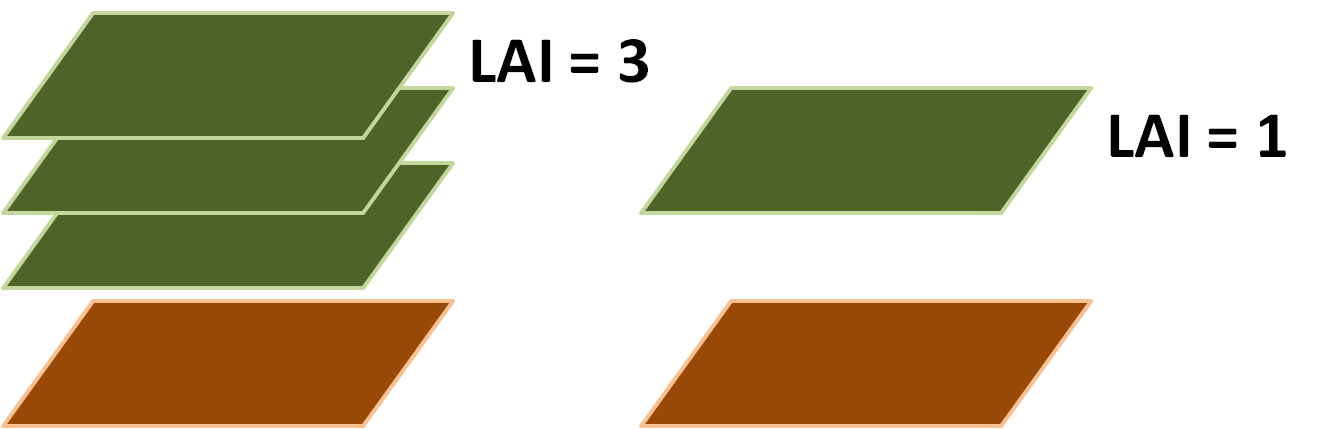 LAI = 3
LAI = 1